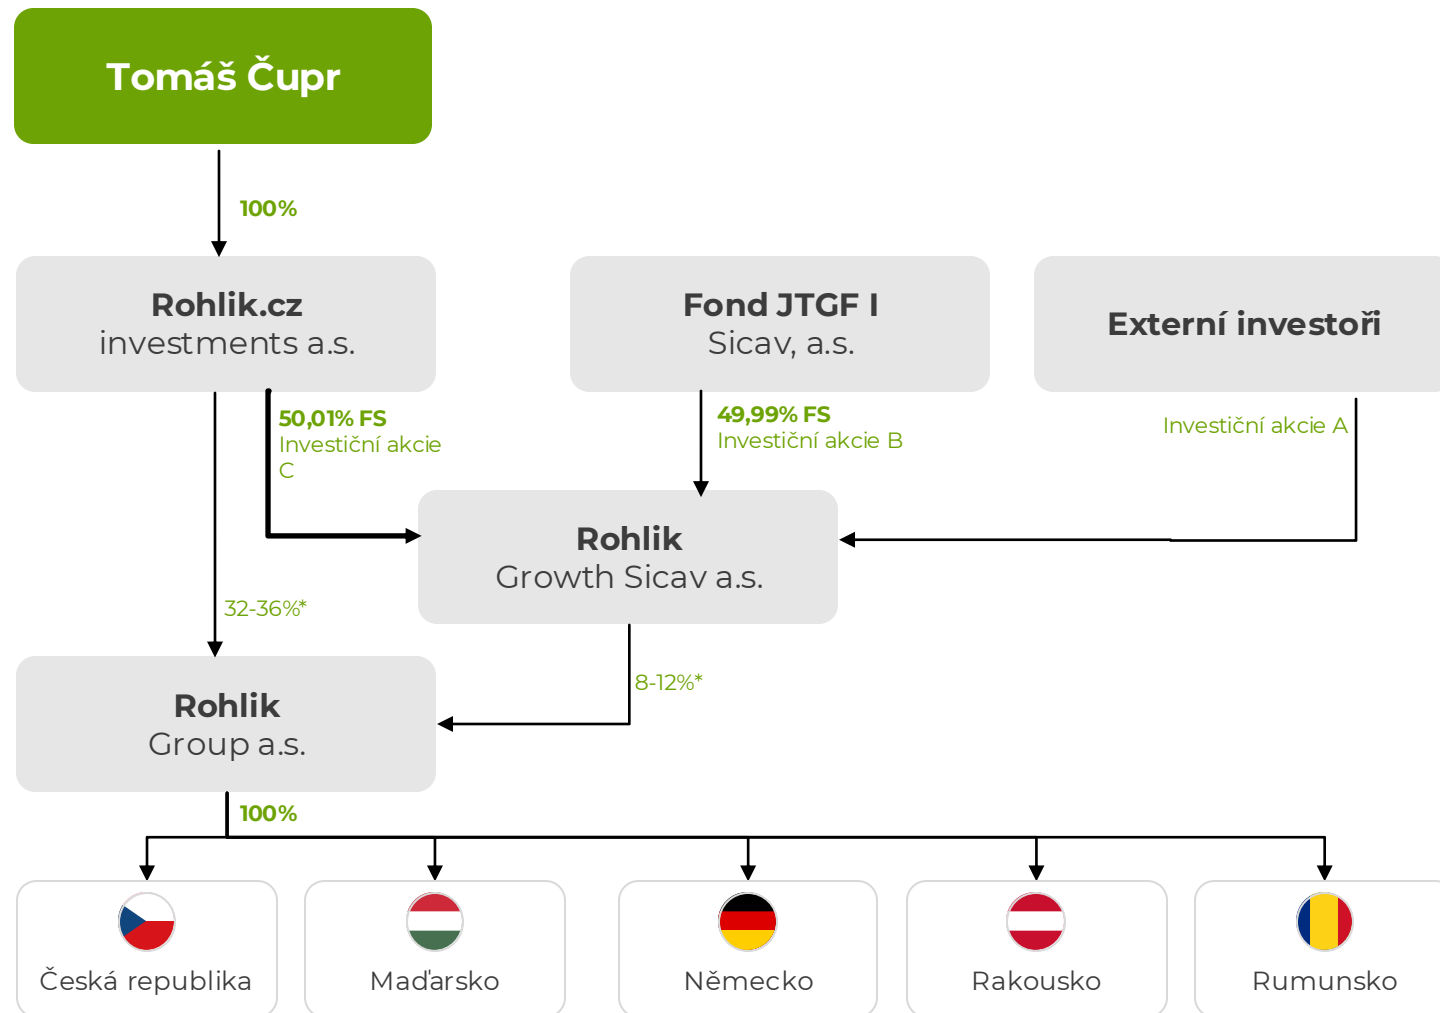 Tomáš Čupr
100%
Rohlik.cz
investments a.s.
Fond JTGF I
Sicav, a.s.
Externí investoři
50,01% FS
Investiční akcie
C
49,99% FS
Investiční akcie B
Investiční akcie A
Rohlik
Growth Sicav a.s.
32-36%*
8-12%*
Rohlik
Group a.s.
100%
Česká republika
Maďarsko
Německo
Rakousko
Rumunsko